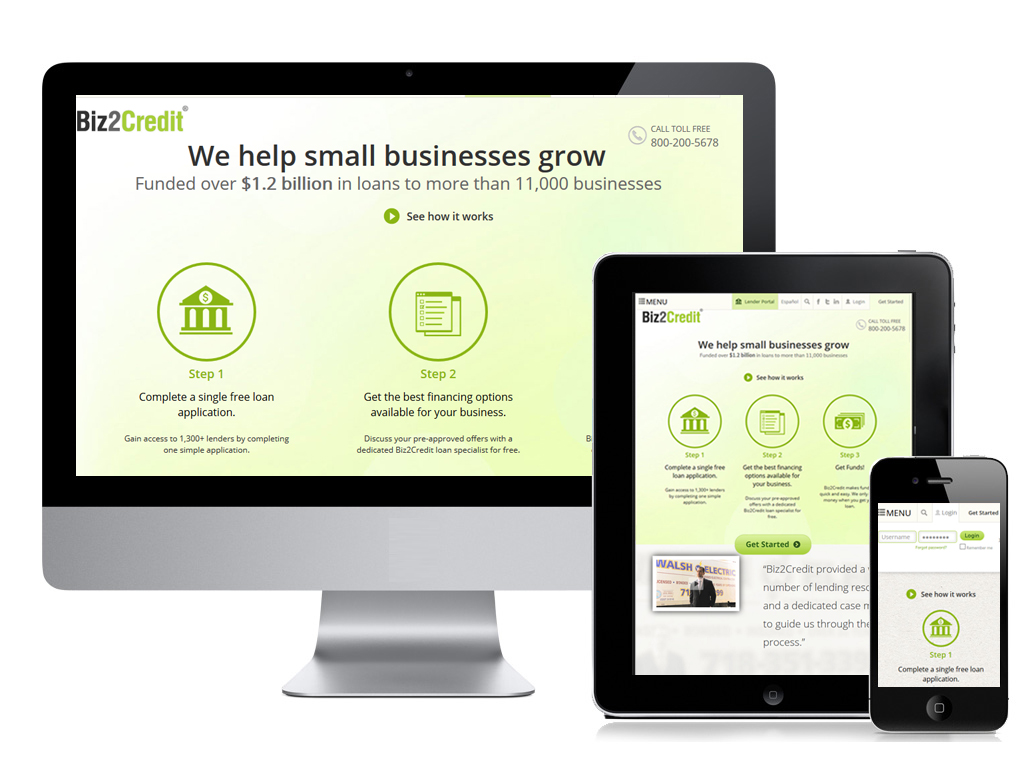 Biz2Credit®
CALL TOLL FREE
800-200-5678
We help small businesses grow
Funded over $1.2 billion in loans to more than 11,000 businesses
See how it works
$
Step 1
Complete a single free loan
application.
Gain access to 1,300+ lenders by completing
one simple application.
Step 2
Get the best financing options
available for your business.
Discuss your pre-approved offers with a
dedicated Biz2Credit loan specialist for free.
B
MENU
Lender Portal Español f in Login Get Started
Biz2Credit®
CALL TOLL FREE
800-200-5678
We help small businesses grow
Funded over $1.2 billion in loans to more than 11,000 businesses
See how it works
$
Step 1
Complete a single free
loan application.
Gain access to 1,300+ lenders
by completing one simple
application.
Step 2
Get the best financing
options available for your
business.
Discuss your pre-approved
offers with a dedicated
Biz2Credit loan specialist for
free.
$
Step 3
Get Funds!
Biz2Credit makes fund
quick and easy. We only
money when you get y
loan.
Get Started
WALSH ELECTRIC
“Biz2Credit provided a
number of lending reso
and a dedicated case m
to guide us through the
process.”
MENU
Login Get Started
Username
Login
Forgot password?
Remember me
See how it works
$
Step 1
Complete a single free loan
application.